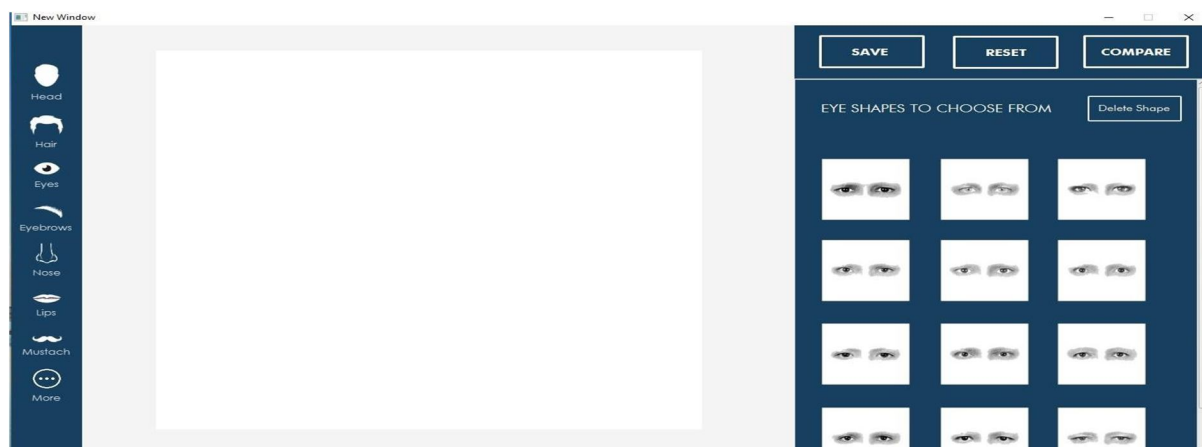 New Window
Head
Hair
Eyes
Eyebrows
Nose
Lips
Mustach
More
SAVE
RESET
COMPARE
EYE SHAPES TO CHOOSE FROM
Delete Shape